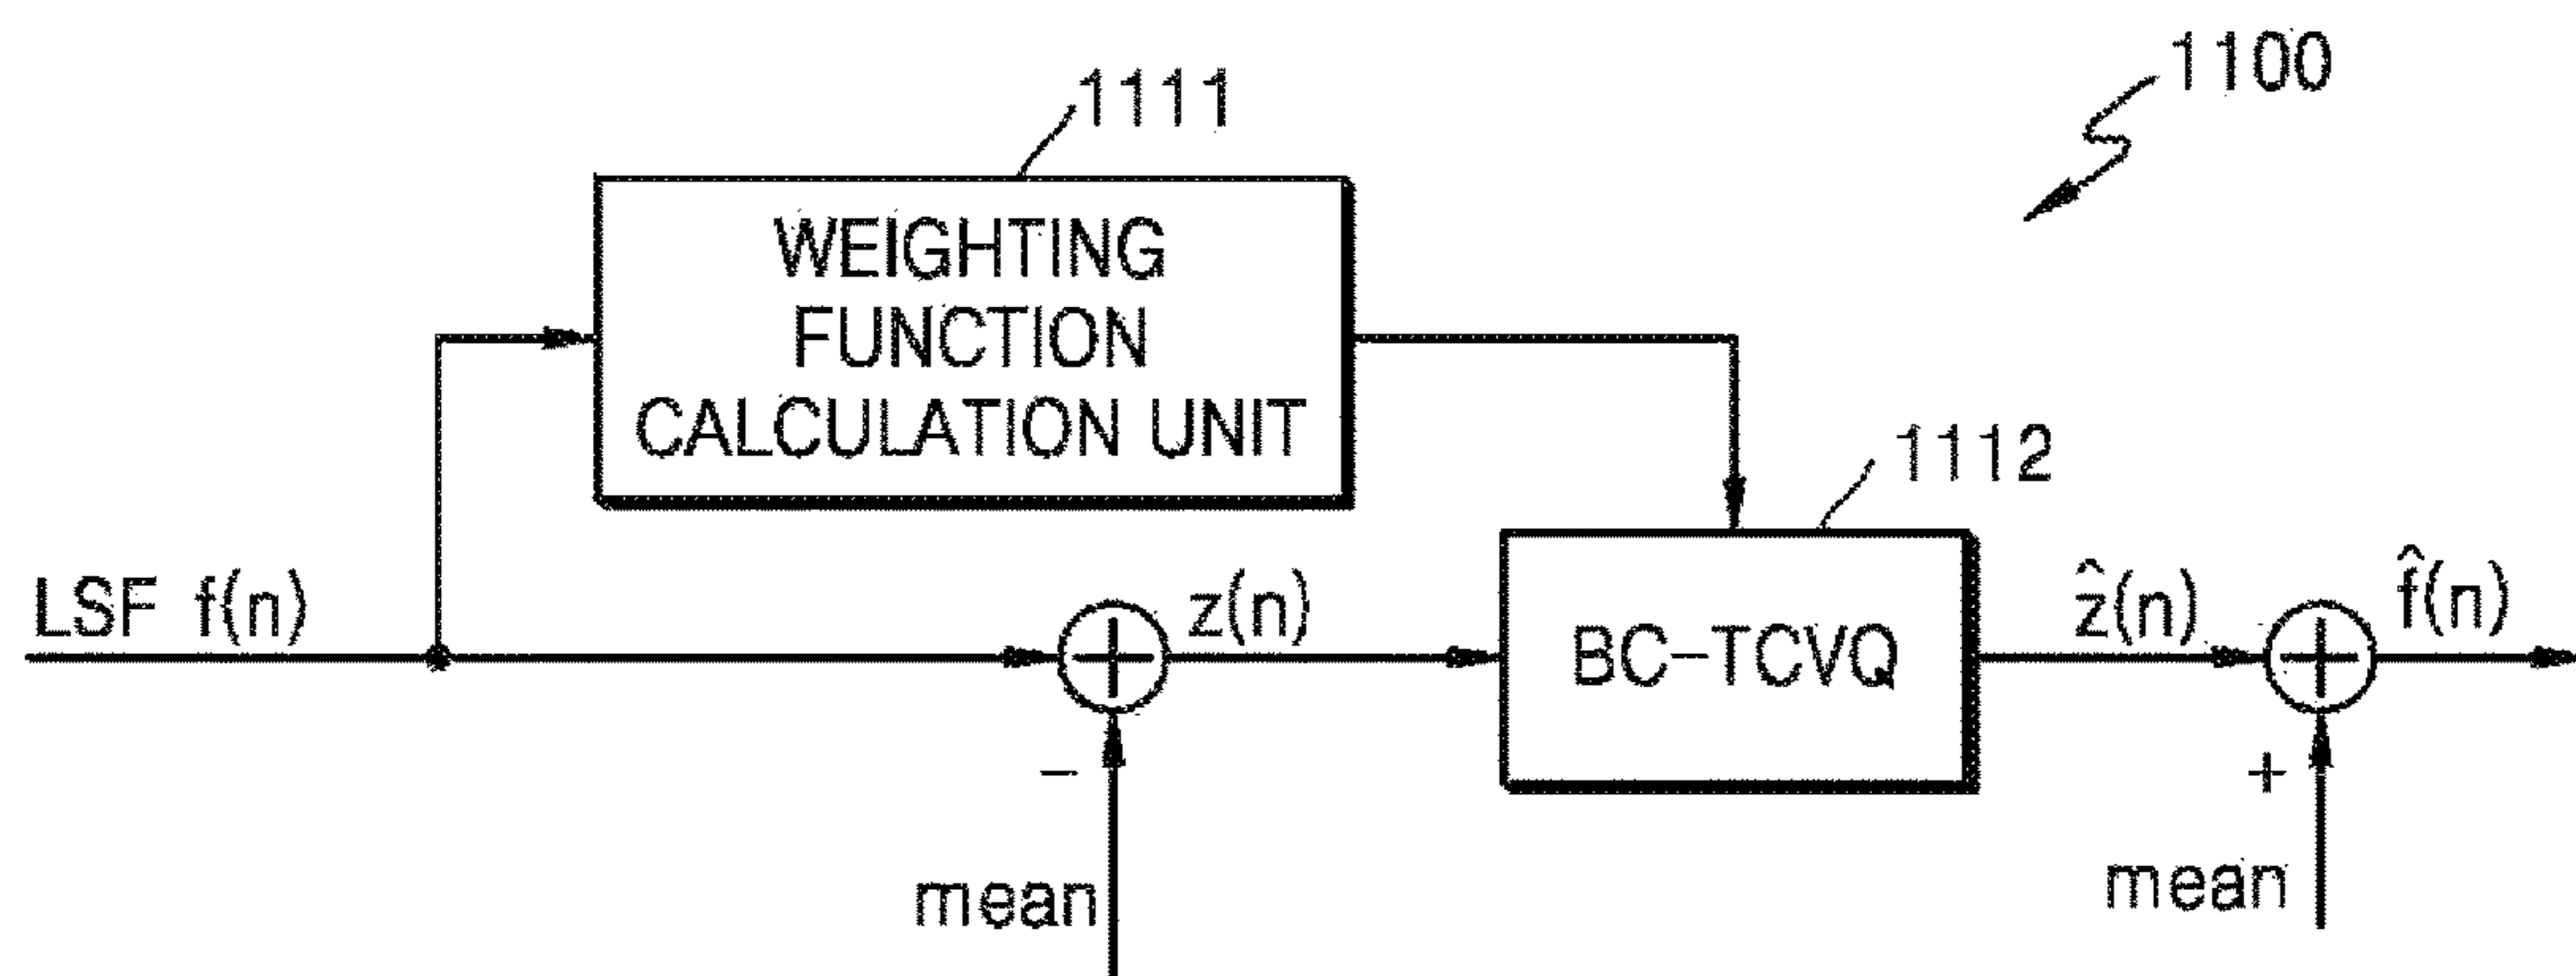 1100
1111
WEIGHTING
FUNCTION
CALCULATION UNIT
1112
LSF f(n)
z(n)
BC-TCVQ
ẑ(n)
f̂(n)
−
+
mean
mean